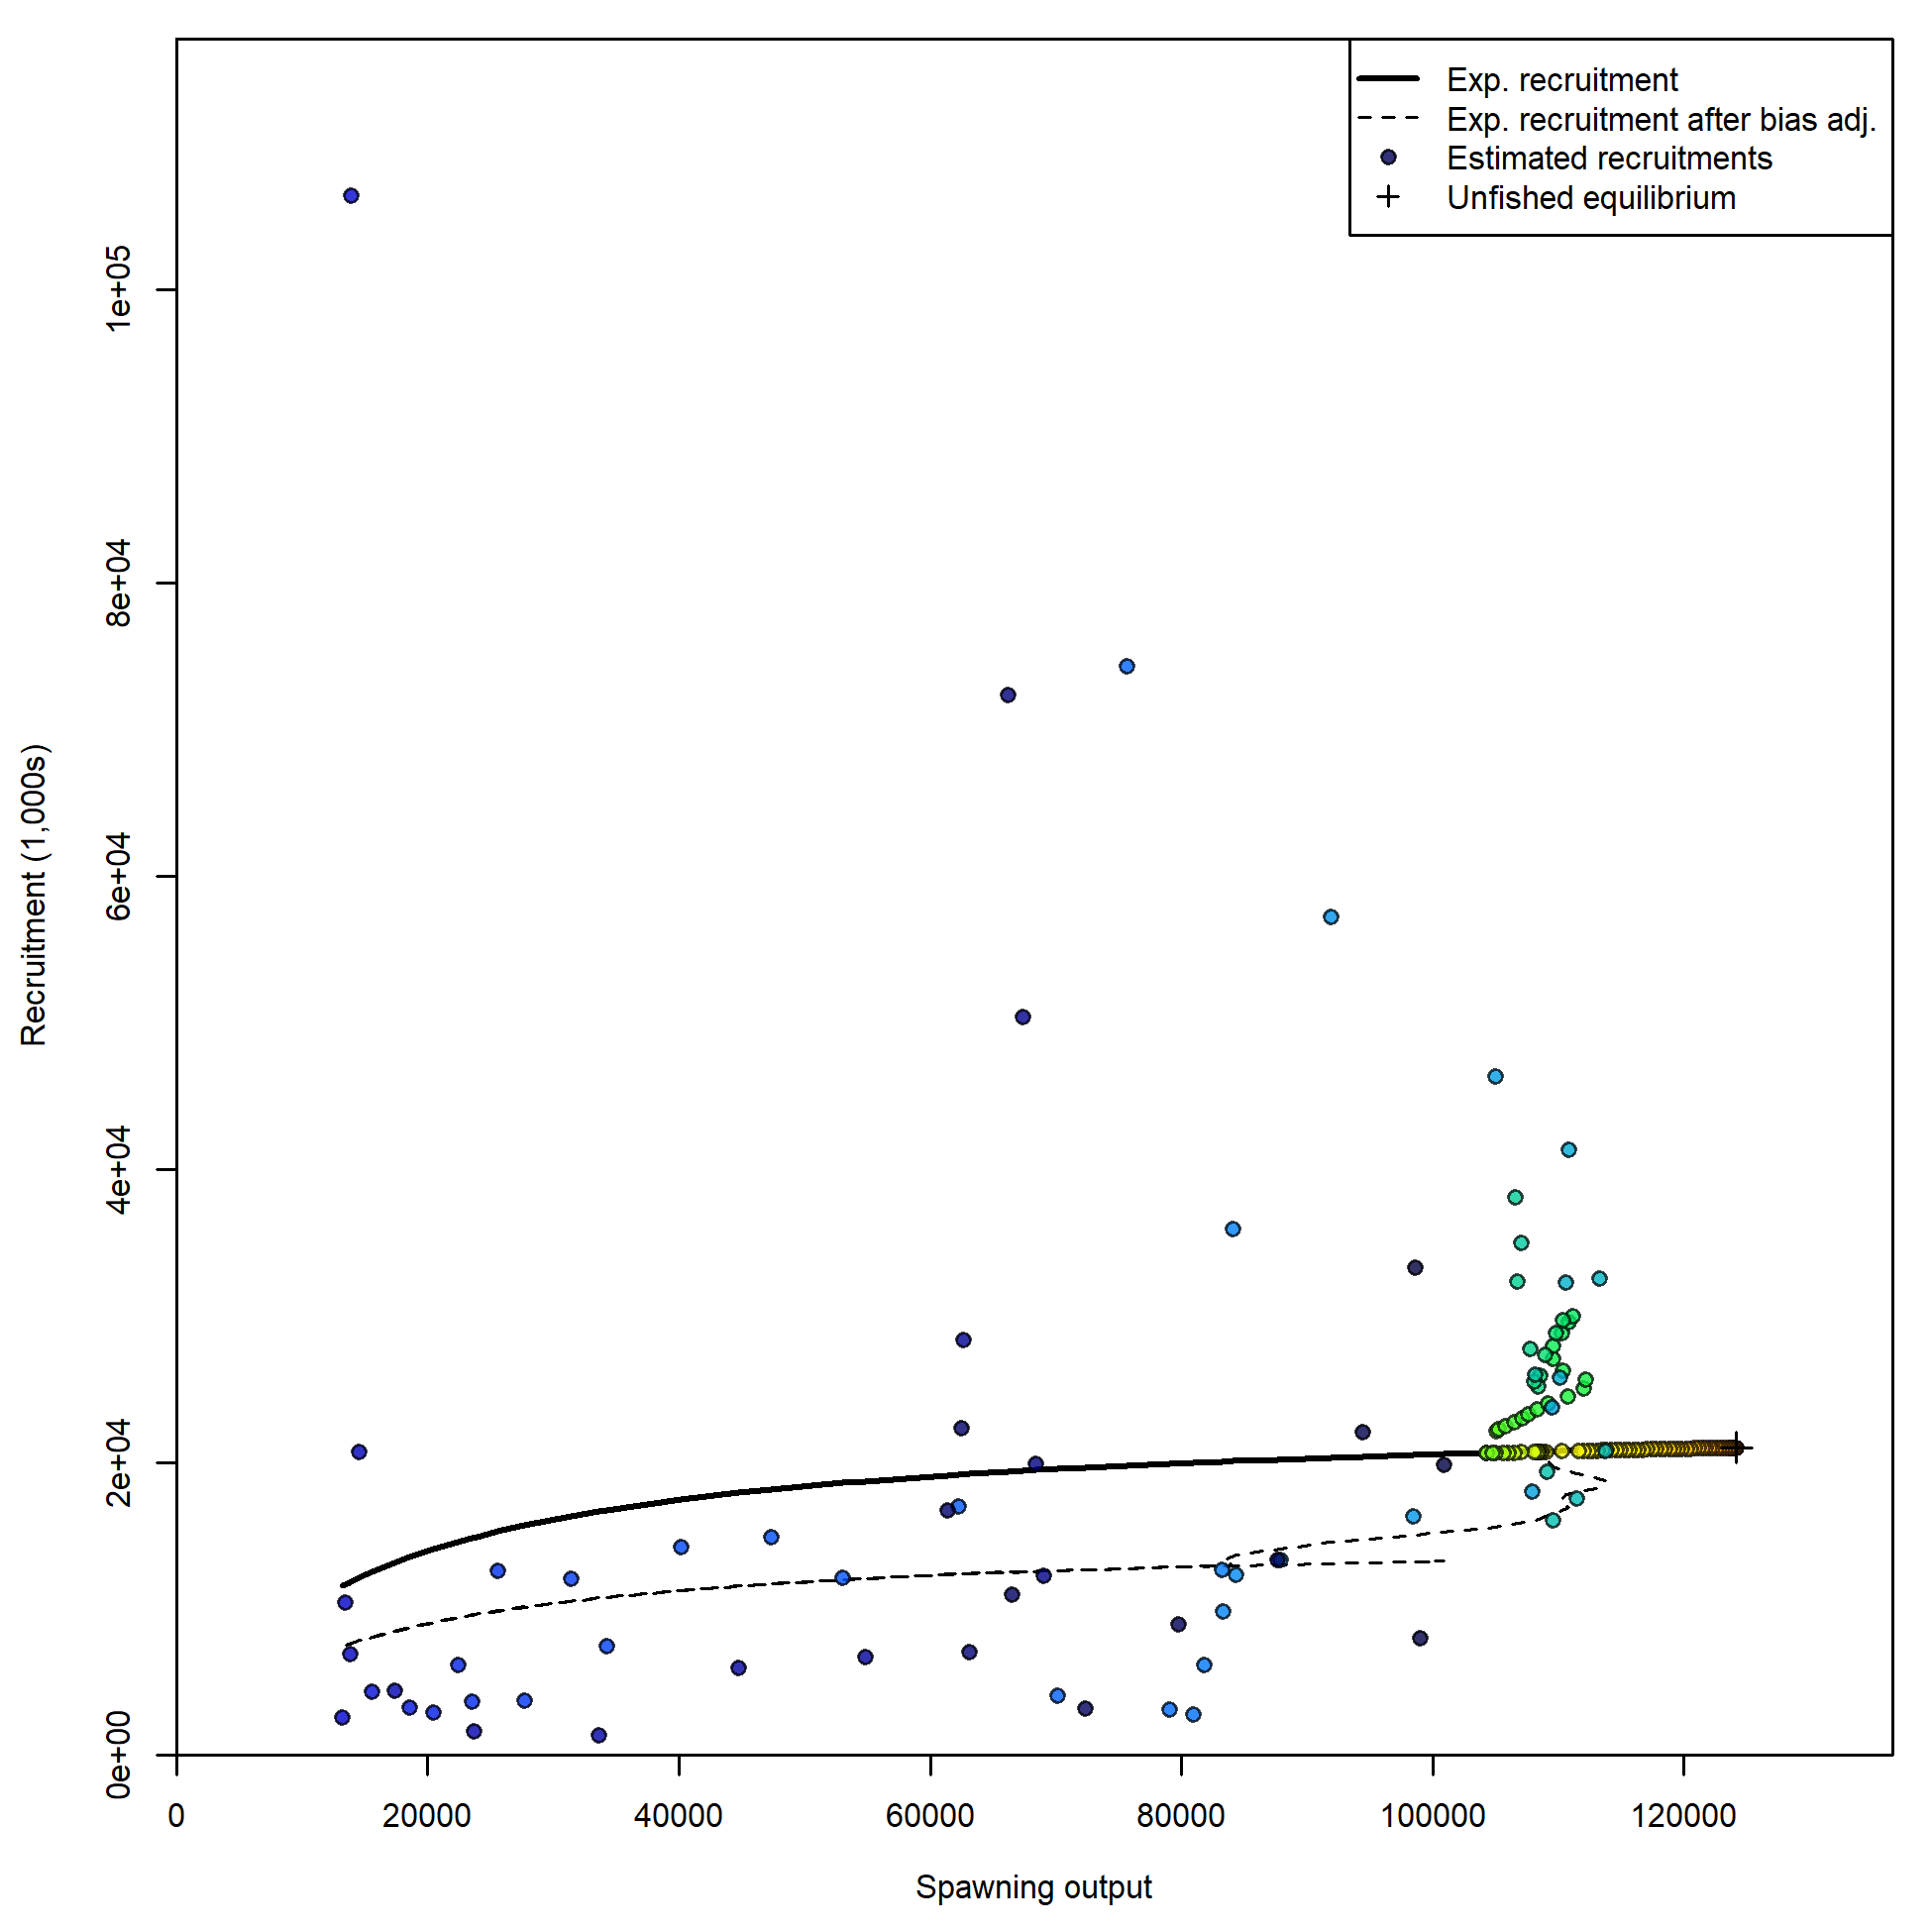 Exp. recruitment
Exp. recruitment after bias adj.
Estimated recruitments
Unfished equilibrium
Recruitment (1,000s)
1e+05
8e+04
6e+04
4e+04
2e+04
0e+00
0 20000 40000 60000 80000 100000 120000
Spawning output